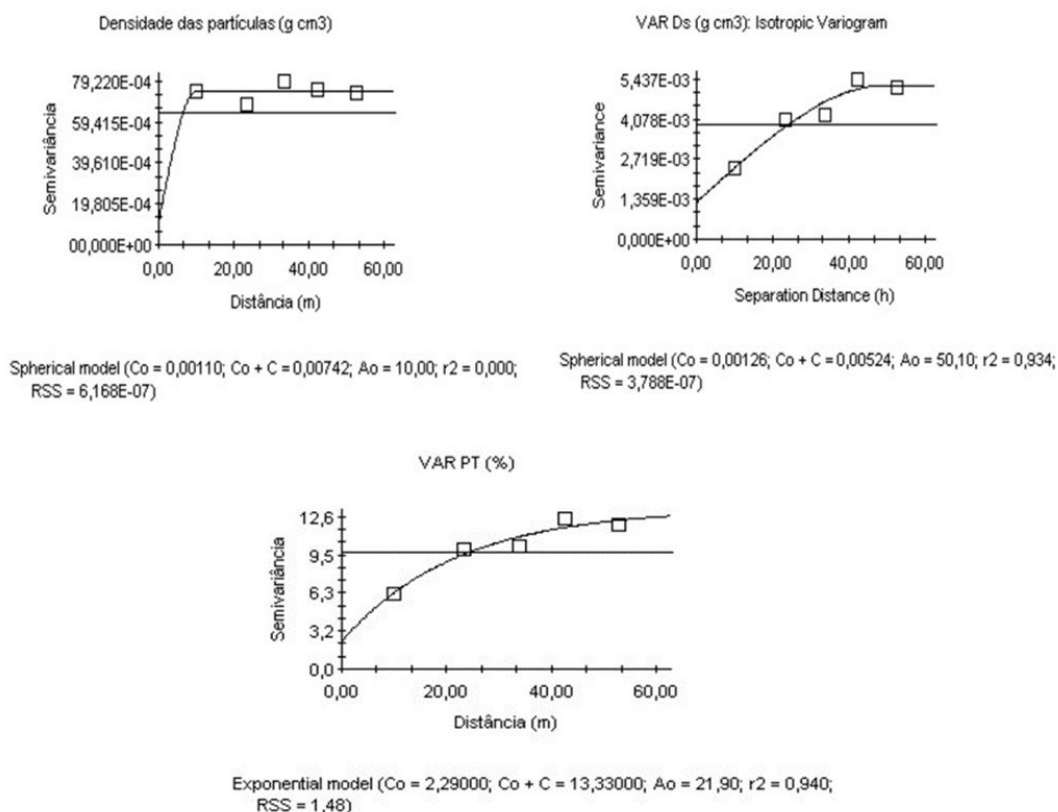 Densidade das partículas (g cm3)
79,220E-04
59,415E-04
39,610E-04
19,805E-04
00,000E+00
Semivariância
0,00 20,00 40,00 60,00
Distância (m)
Spherical model (Co = 0,00110; Co + C = 0,00742; Ao = 10,00; r2 = 0,000;
RSS = 6,168E-07)
VAR Ds (g cm3): Isotropic Variogram
5,437E-03
4,078E-03
2,719E-03
1,359E-03
0,000E+00
Semivariance
0,00 20,00 40,00 60,00
Separation Distance (h)
Spherical model (Co = 0,00126; Co + C = 0,00524; Ao = 50,10; r2 = 0,934;
RSS = 3,788E-07)
VAR PT (%)
12,6
9,5
6,3
3,2
0,0
Semivariância
0,00 20,00 40,00 60,00
Distância (m)
Exponential model (Co = 2,29000; Co + C = 13,33000; Ao = 21,90; r2 = 0,940;
RSS = 1,48)